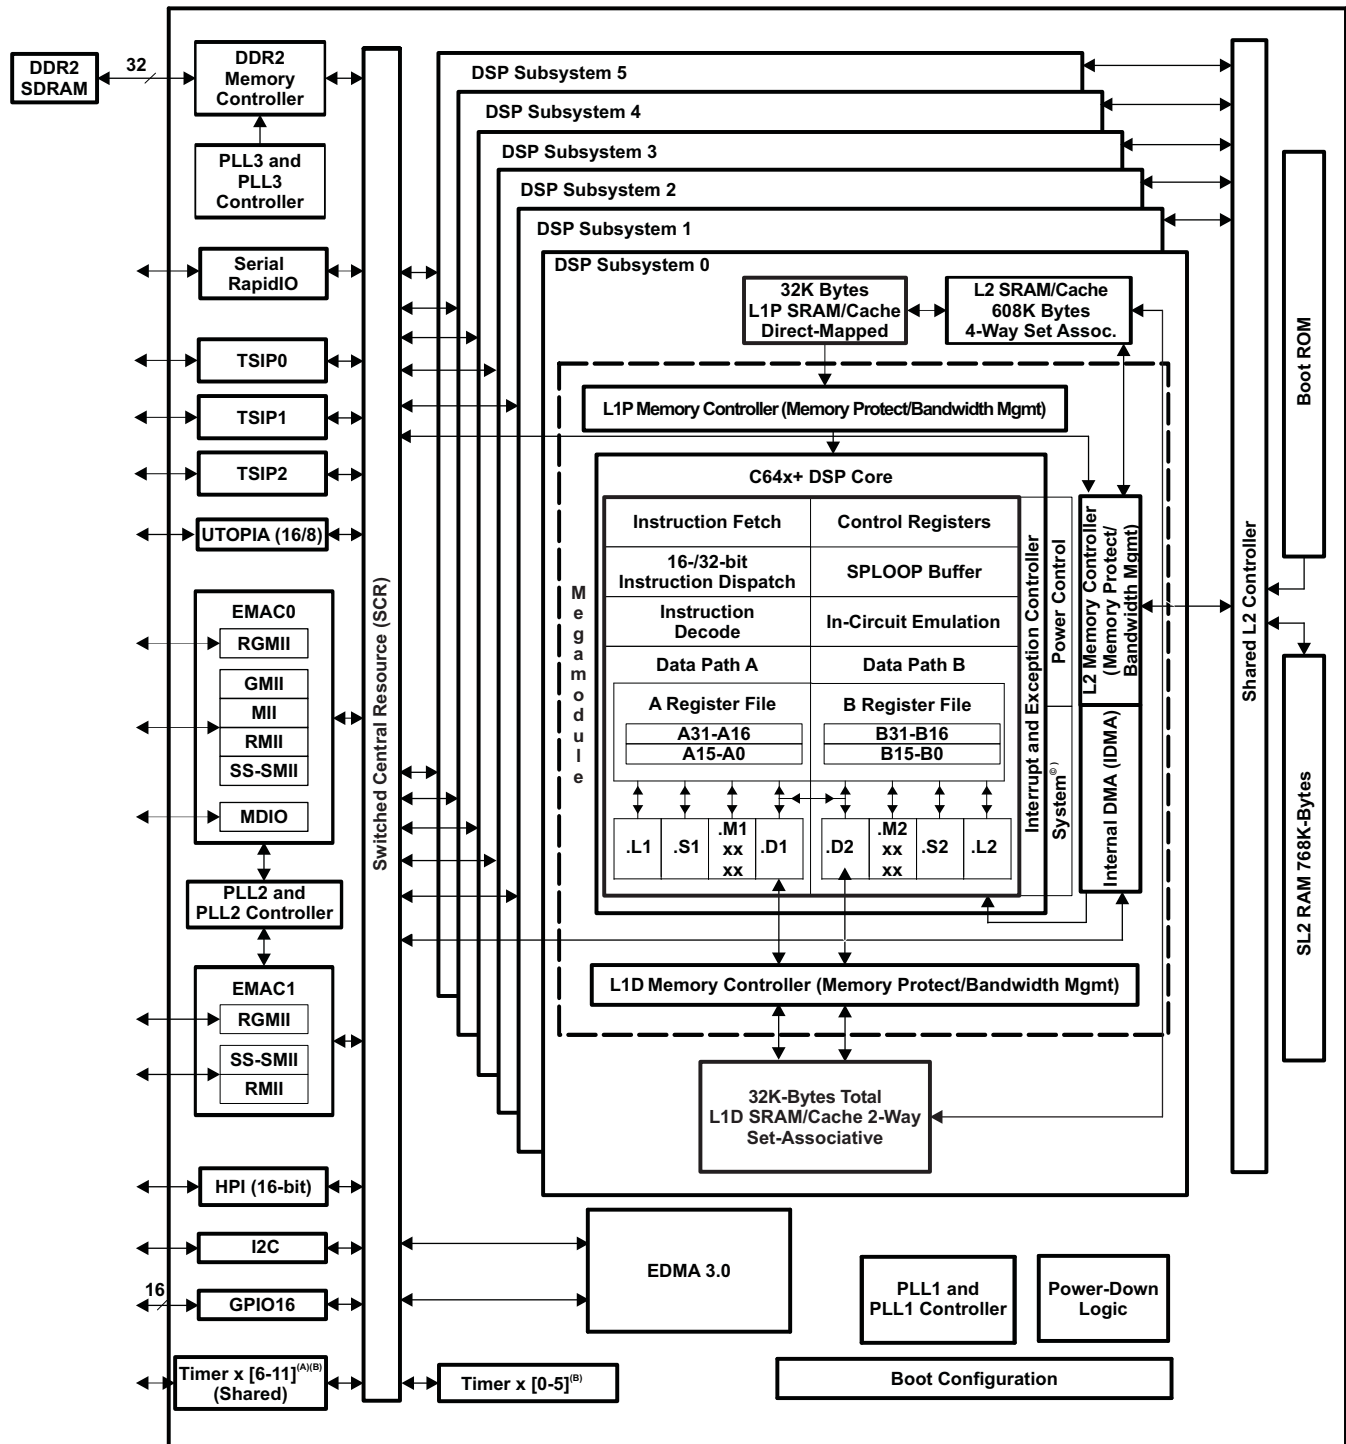 DDR2
SDRAM
32
DDR2
Memory
Controller
PLL3 and
PLL3
Controller
Serial
RapidIO
TSIP0
TSIP1
TSIP2
UTOPIA (16/8)
EMAC0
RGMII
GMII
MII
RMII
SS-SMII
MDIO
PLL2 and
PLL2 Controller
EMAC1
RGMII
SS-SMII
RMII
HPI (16-bit)
I2C
16
GPIO16
Timer x [6-11](A)(B)
(Shared)
Switched Central Resource (SCR)
DSP Subsystem 5
DSP Subsystem 4
DSP Subsystem 3
DSP Subsystem 2
DSP Subsystem 1
DSP Subsystem 0
32K Bytes
L1P SRAM/Cache
Direct-Mapped
L2 SRAM/Cache
608K Bytes
4-Way Set Assoc.
L1P Memory Controller (Memory Protect/Bandwidth Mgmt)
Megamodule
C64x+ DSP Core
Instruction Fetch
Control Registers
16-/32-bit
Instruction Dispatch
SPLOOP Buffer
Instruction
Decode
In-Circuit Emulation
Data Path A
Data Path B
A Register File
B Register File
A31-A16
B31-B16
A15-A0
B15-B0
.L1
.S1
.M1
xx
xx
.D1
.D2
.M2
xx
xx
.S2
.L2
Interrupt and Exception Controller
Power Control
System©)
L2 Memory Controller
(Memory Protect/
Bandwidth Mgmt)
Internal DMA (IDMA)
L1D Memory Controller (Memory Protect/Bandwidth Mgmt)
32K-Bytes Total
L1D SRAM/Cache 2-Way
Set-Associative
Shared L2 Controller
Boot ROM
SL2 RAM 768K-Bytes
EDMA 3.0
PLL1 and
PLL1 Controller
Power-Down
Logic
Timer x [0-5](B)
Boot Configuration